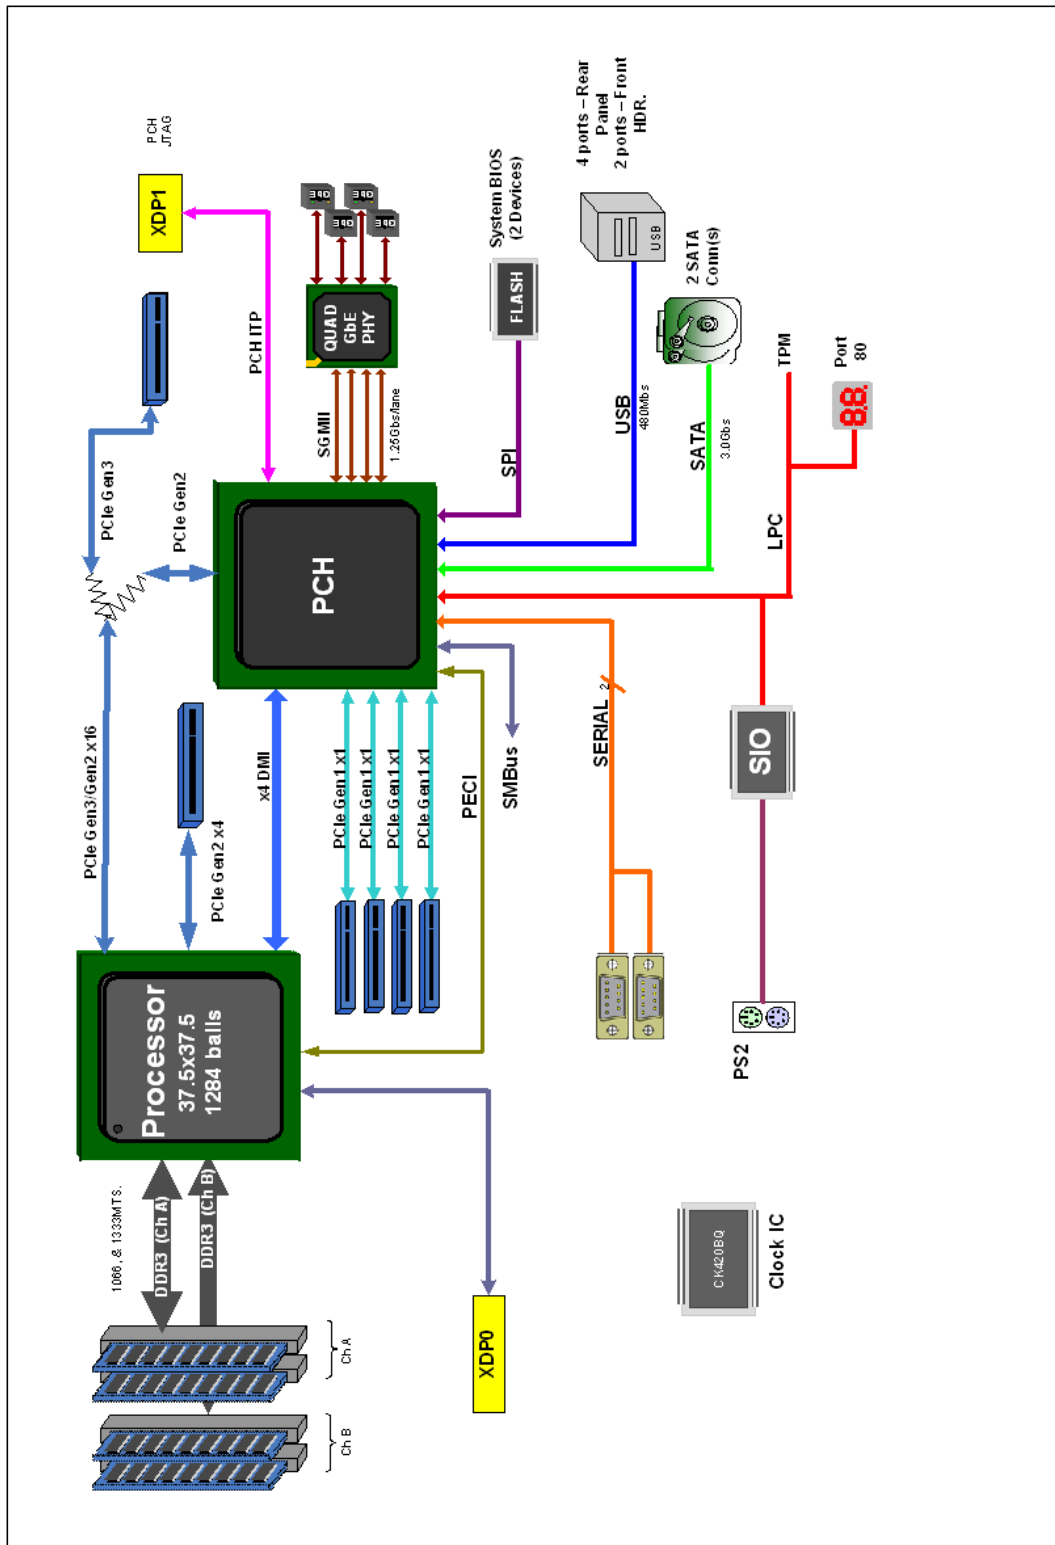 1066, & 1333MTS.
DDR3 (Ch A)
DDR3 (Ch B)
Ch A
Ch B
Processor
37.5x37.5
1284 balls
XDP0
PCIe Gen3/Gen2 x16
PCIe Gen2 x4
x4 DMI
PCIe Gen1 x1
PCIe Gen1 x1
PCIe Gen1 x1
PCIe Gen1 x1
PECI
SMBus
PCIe Gen3
PCIe Gen2
PCH
XDP1
PCH
JTAG
PCH ITP
SGMII
1.25Gbs/lane
QUAD
GbE
PHY
GbE
GbE
GbE
GbE
SPI
FLASH
System BIOS
(2 Devices)
USB
480Mbs
USB
4 ports – Rear
Panel
2 ports – Front
HDR.
SATA
3.0Gbs
2 SATA
Conn(s)
LPC
TPM
Port
80
8.8.
SERIAL
2
SIO
PS2
CK420BQ
Clock IC